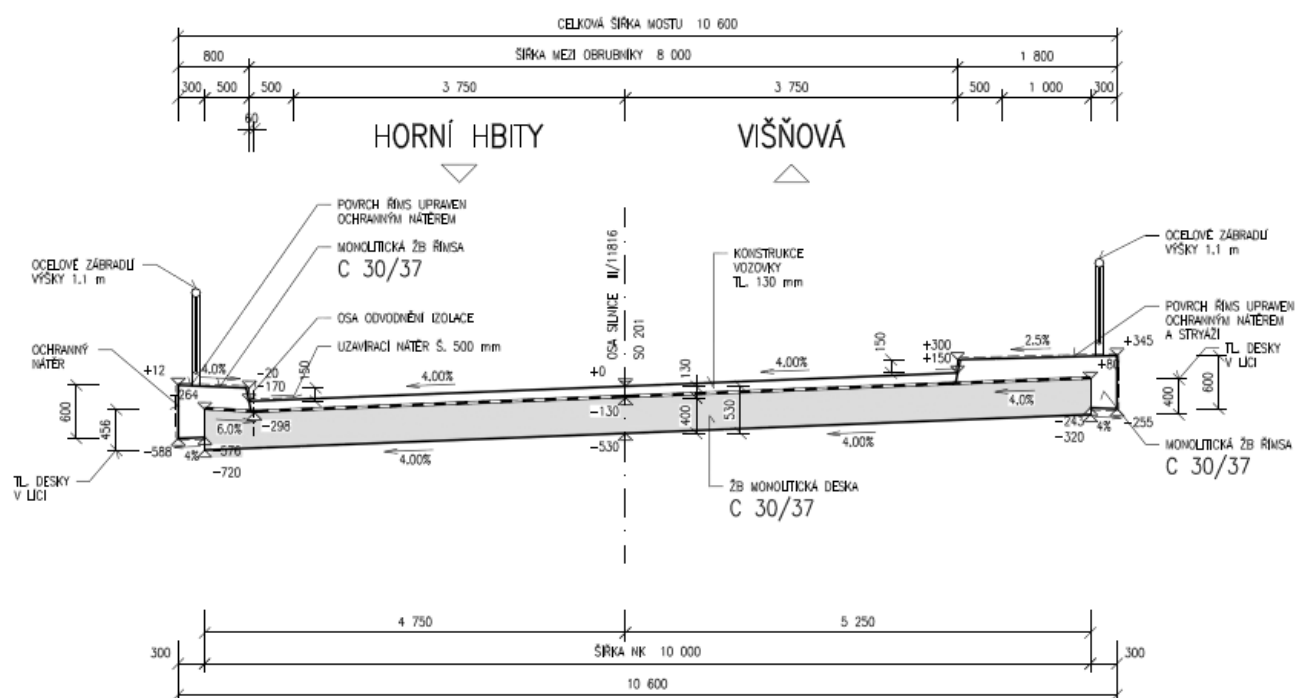 CELKOVÁ ŠÍŘKA MOSTU 10 600
800
ŠÍŘKA MEZI OBRUBNÍKY 8 000
1 800
300
500
500
3 750
3 750
500
1 000
300
60
HORNÍ HBITY
VIŠŇOVÁ
POVRCH ŘÍMS UPRAVEN
OCHRANNÝM NÁTĚREM
MONOLITICKÁ ŽB ŘÍMSA
C 30/37
OCELOVÉ ZÁBRADLÍ
VÝŠKY 1.1 m
OSA ODVODNĚNÍ IZOLACE
UZAVÍRACÍ NÁTĚR Š. 500 mm
OCHRANNÝ
NÁTĚR
OSA SILNICE III/11816
SO 201
KONSTRUKCE
VOZOVKY
TL. 130 mm
OCELOVÉ ZÁBRADLÍ
VÝŠKY 1.1 m
POVRCH ŘÍMS UPRAVEN
OCHRANNÝM NÁTĚREM
A STRYÁŽÍ
TL. DESKY
V LÍCI
+12
4.0%
-20
-170
150
4.00%
+0
130
4.00%
150
+300
+150
2.5%
+345
+80
264
600
456
6.0%
-298
-130
400
530
4.0%
400
600
-588
4%
-576
-720
4.00%
-530
4.00%
-243
-320
4%
-255
TL. DESKY
V LÍCI
MONOLITICKÁ ŽB ŘÍMSA
C 30/37
ŽB MONOLITICKÁ DESKA
C 30/37
4 750
5 250
300
ŠÍŘKA NK 10 000
300
10 600